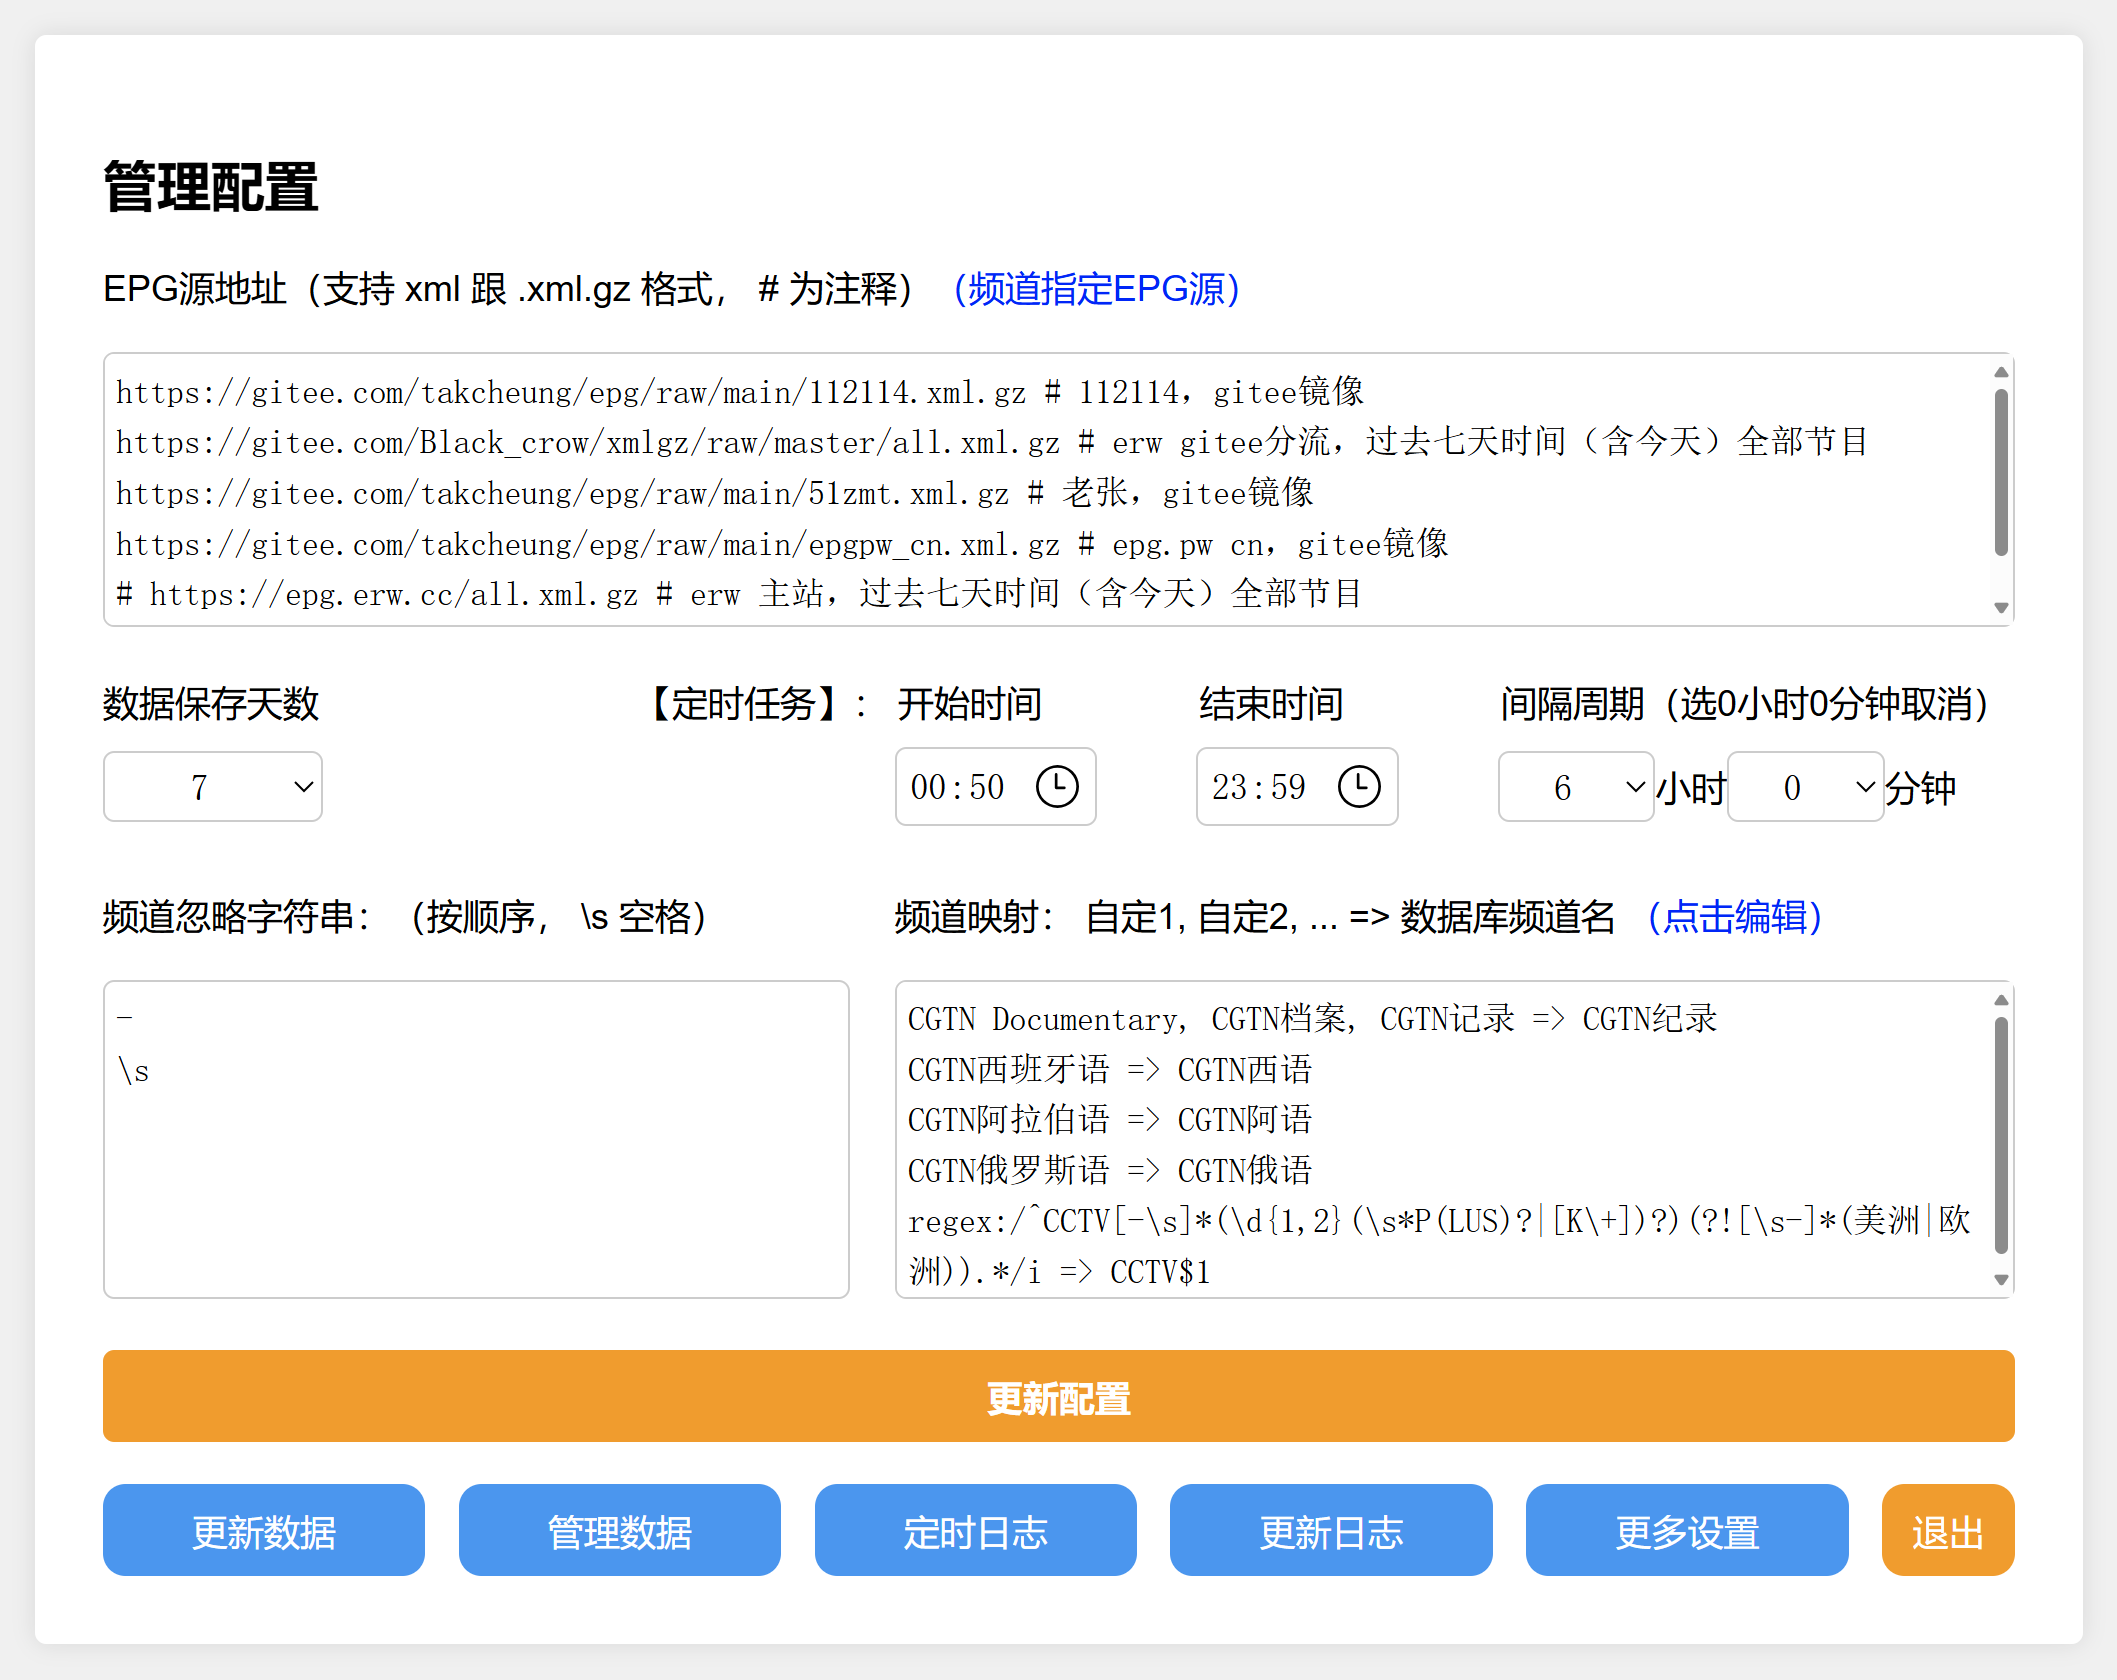 管理配置
EPG源地址（支持 xml 跟 .xml.gz 格式， # 为注释）（频道指定EPG源）
https://gitee.com/takcheung/epg/raw/main/112114.xml.gz # 112114，gitee镜像
https://gitee.com/Black_crow/xmlgz/raw/master/all.xml.gz # erw gitee分流，过去七天时间（含今天）全部节目
https://gitee.com/takcheung/epg/raw/main/51zmt.xml.gz # 老张，gitee镜像
https://gitee.com/takcheung/epg/raw/main/epgpw_cn.xml.gz # epg.pw cn，gitee镜像
# https://epg.erw.cc/all.xml.gz # erw 主站，过去七天时间（含今天）全部节目
数据保存天数 【定时任务】： 开始时间 结束时间 间隔周期（选0小时0分钟取消）
7 00:50 23:59 6 小时 0 分钟
频道忽略字符串：（按顺序， \s 空格） 频道映射： 自定1, 自定2, ... => 数据库频道名 （点击编辑）
-
\s
CGTN Documentary, CGTN档案, CGTN记录 => CGTN纪录
CGTN西班牙语 => CGTN西语
CGTN阿拉伯语 => CGTN阿语
CGTN俄罗斯语 => CGTN俄语
regex:/^CCTV[-\s]*(\d{1,2}(\s*P(LUS)?|[K\+])?)(?![\s-]*(美洲|欧
洲)).*/i => CCTV$1
更新配置
更新数据 管理数据 定时日志 更新日志 更多设置 退出